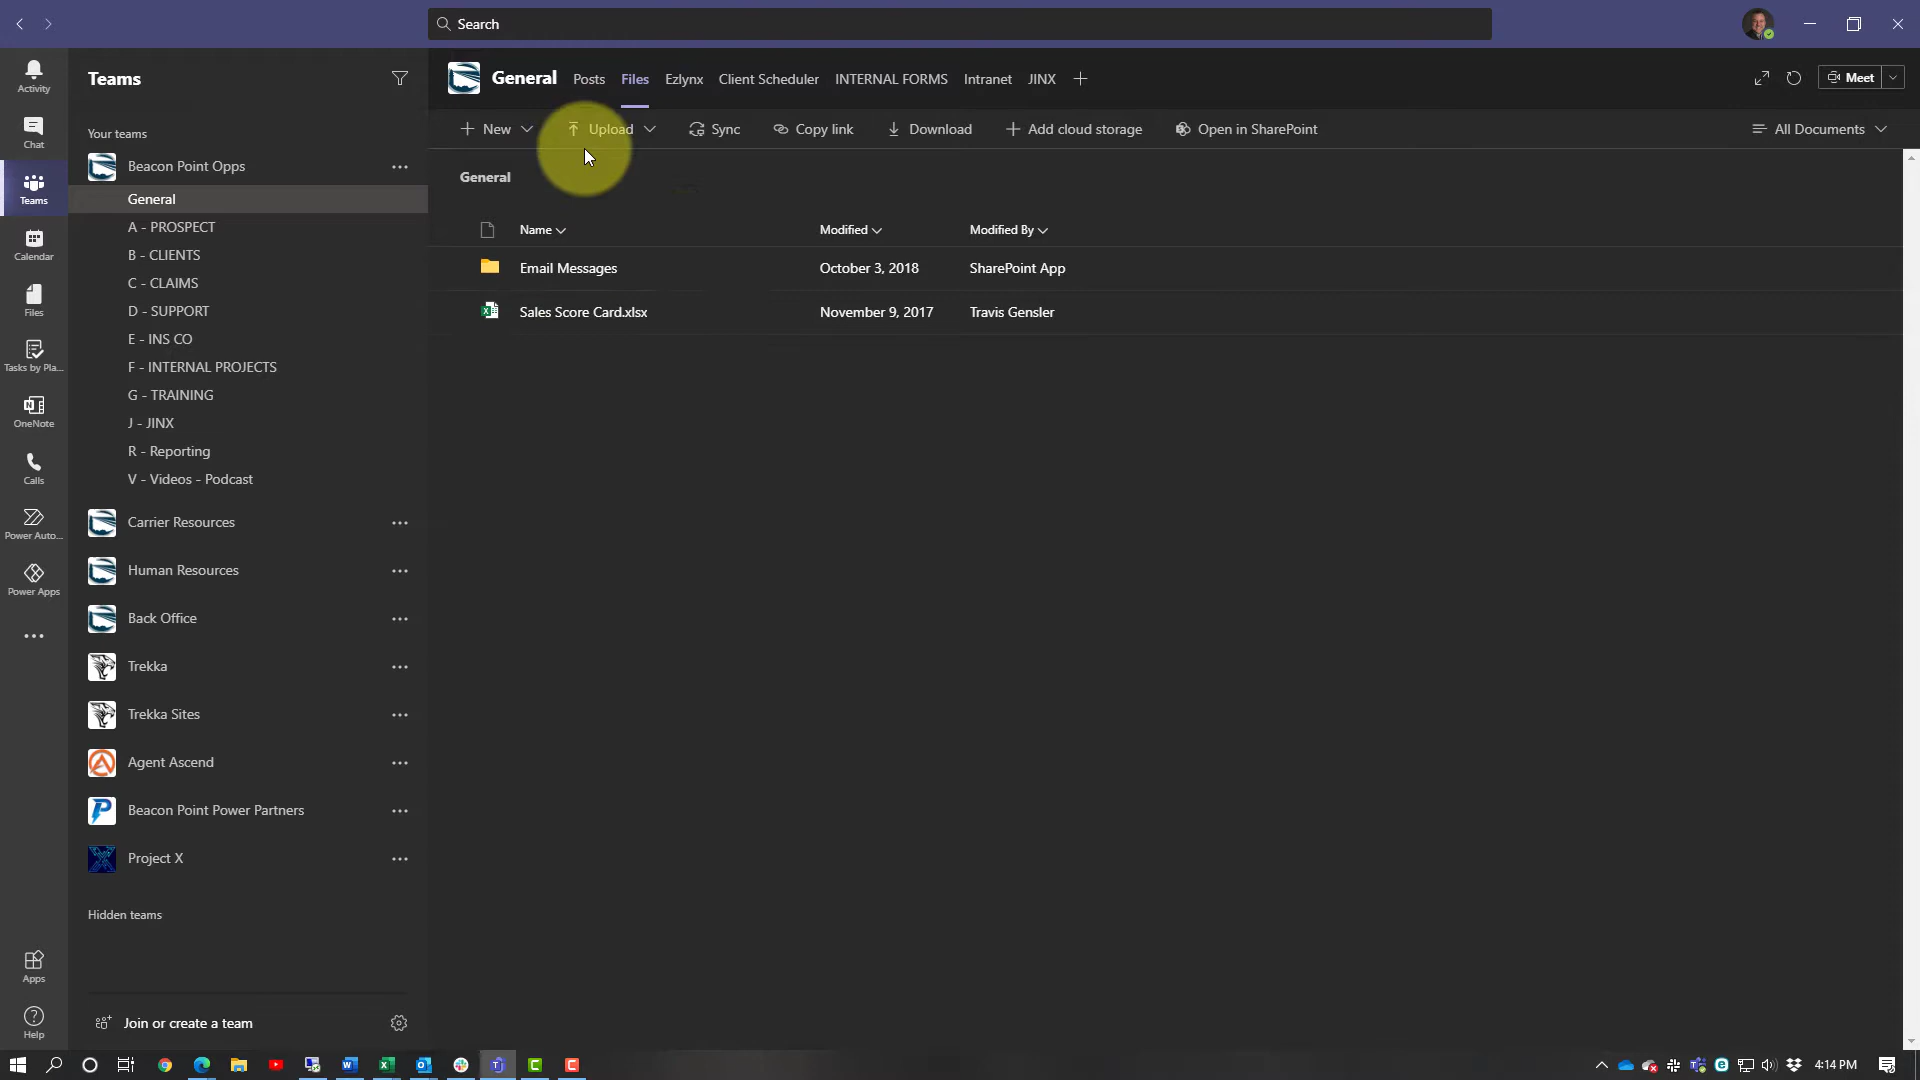 Search
Activity
Chat
Teams
Calendar
Files
Tasks by Pla...
OneNote
Calls
Power Auto...
Power Apps
Apps
Help
Teams
Your teams
Beacon Point Opps
General
A - PROSPECT
B - CLIENTS
C - CLAIMS
D - SUPPORT
E - INS CO
F - INTERNAL PROJECTS
G - TRAINING
J - JINX
R - Reporting
V - Videos - Podcast
Carrier Resources
Human Resources
Back Office
Trekka
Trekka Sites
Agent Ascend
Beacon Point Power Partners
Project X
Hidden teams
Join or create a team
General Posts Files Ezlynx Client Scheduler INTERNAL FORMS Intranet JINX
Meet
New Upload Sync Copy link Download Add cloud storage Open in SharePoint All Documents
General
Name Modified Modified By
Email Messages October 3, 2018 SharePoint App
Sales Score Card.xlsx November 9, 2017 Travis Gensler
4:14 PM